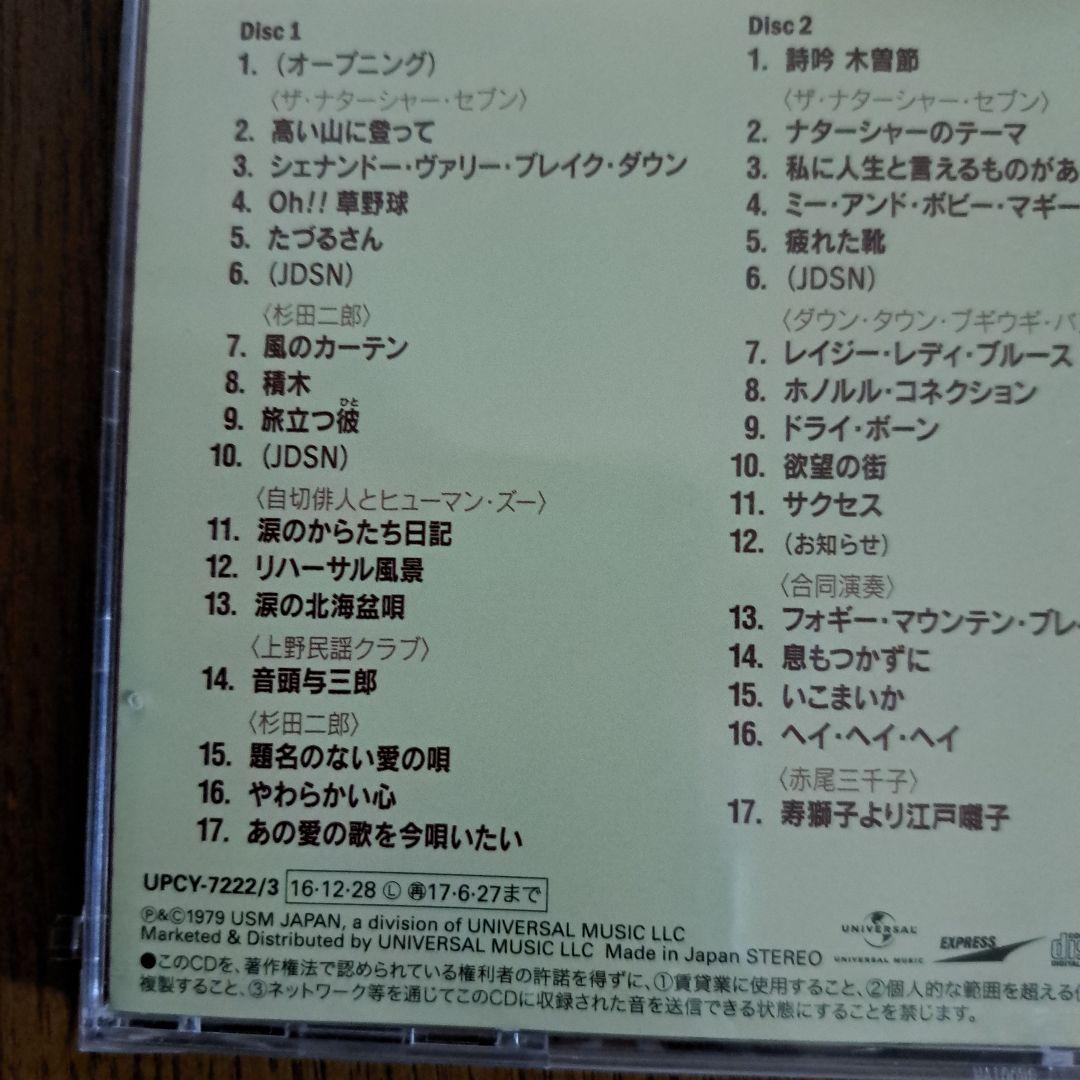 Disc 1
1. (オープニング)
〈ザ・ナターシャー・セブン〉
2. 高い山に登って
3. シェナンドー・ヴァリー・ブレイク・ダウン
4. Oh!! 草野球
5. たづるさん
6. (JDSN)
〈杉田二郎〉
7. 風のカーテン
8. 積木
9. 旅立つ彼
ひと
10. (JDSN)
〈自切俳人とヒューマン・ズー〉
11. 涙のからたち日記
12. リハーサル風景
13. 涙の北海盆唄
〈上野民謡クラブ〉
14. 音頭与三郎
〈杉田二郎〉
15. 題名のない愛の唄
16. やわらかい心
17. あの愛の歌を今唄いたい
Disc 2
1. 詩吟 木曽節
〈ザ・ナターシャー・セブン〉
2. ナターシャーのテーマ
3. 私に人生と言えるものがあ
4. ミー・アンド・ボビー・マギー
5. 疲れた靴
6. (JDSN)
〈ダウン・タウン・ブギウギ・バ
7. レイジー・レディ・ブルース
8. ホノルル・コネクション
9. ドライ・ボーン
10. 欲望の街
11. サクセス
12. (お知らせ)
〈合同演奏〉
13. フォギー・マウンテン・ブレー
14. 息もつかずに
15. いこまいか
16. ヘイ・ヘイ・ヘイ
〈赤尾三千子〉
17. 寿獅子より江戸囃子
UPCY-7222/3 16・12・28 Ⓛ ㊢17・6・27まで
Ⓟ&©1979 USM JAPAN, a division of UNIVERSAL MUSIC LLC
Marketed & Distributed by UNIVERSAL MUSIC LLC Made in Japan STEREO
UNIVERSAL
UNIVERSAL MUSIC
EXPRESS
●このCDを、著作権法で認められている権利者の許諾を得ずに、①賃貸業に使用すること、②個人的な範囲を超える
複製すること、③ネットワーク等を通じてこのCDに収録された音を送信できる状態にすることを禁じます。